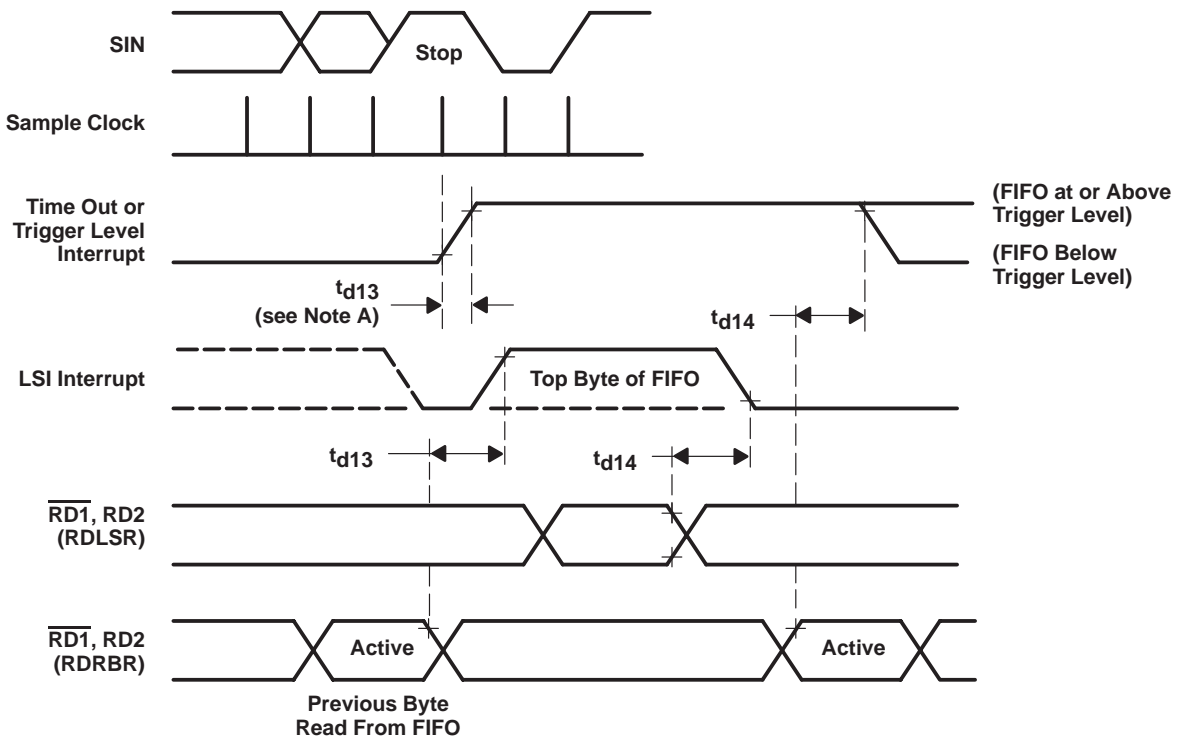 SIN
Stop
Sample Clock
Time Out or
Trigger Level
Interrupt
(FIFO at or Above
Trigger Level)
(FIFO Below
Trigger Level)
td13
(see Note A)
td14
LSI Interrupt
Top Byte of FIFO
td13
td14
RD1, RD2
(RDLSR)
RD1, RD2
(RDRBR)
Active
Active
Previous Byte
Read From FIFO